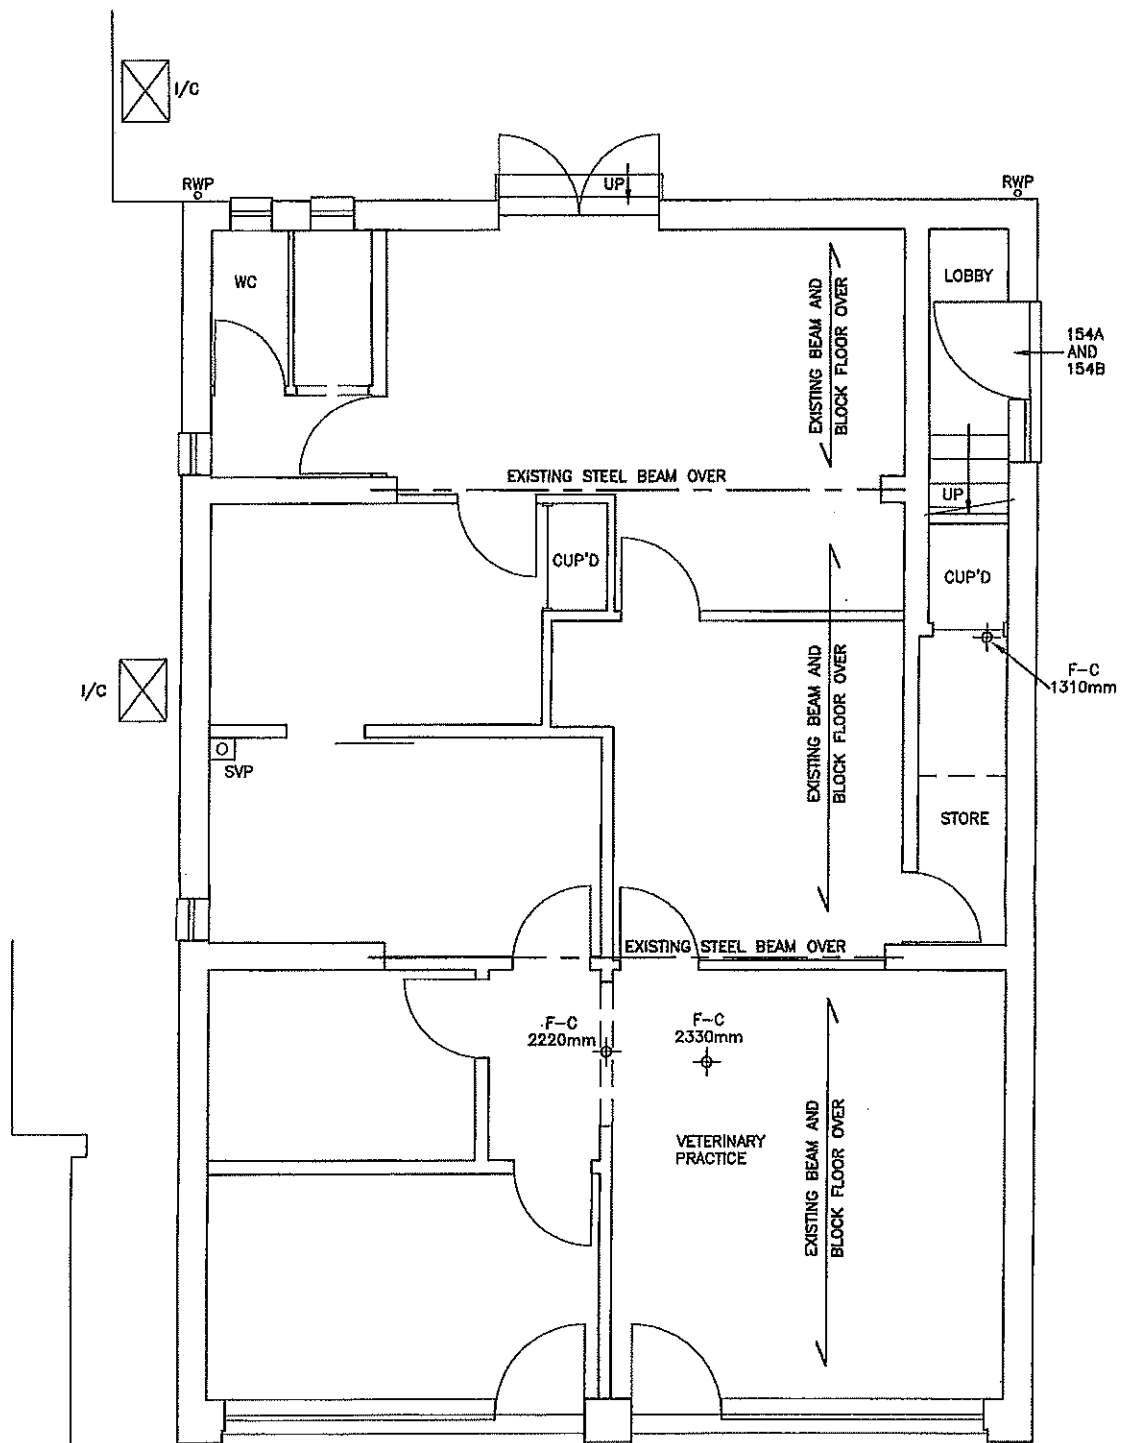 I/C
RWP
UP
RWP
WC
LOBBY
EXISTING BEAM AND
BLOCK FLOOR OVER
154A
AND
154B
EXISTING STEEL BEAM OVER
UP
CUP'D
CUP'D
I/C
F-C
1310mm
EXISTING BEAM AND
BLOCK FLOOR OVER
SVP
STORE
EXISTING STEEL BEAM OVER
F-C
2220mm
F-C
2330mm
VETERINARY
PRACTICE
EXISTING BEAM AND
BLOCK FLOOR OVER